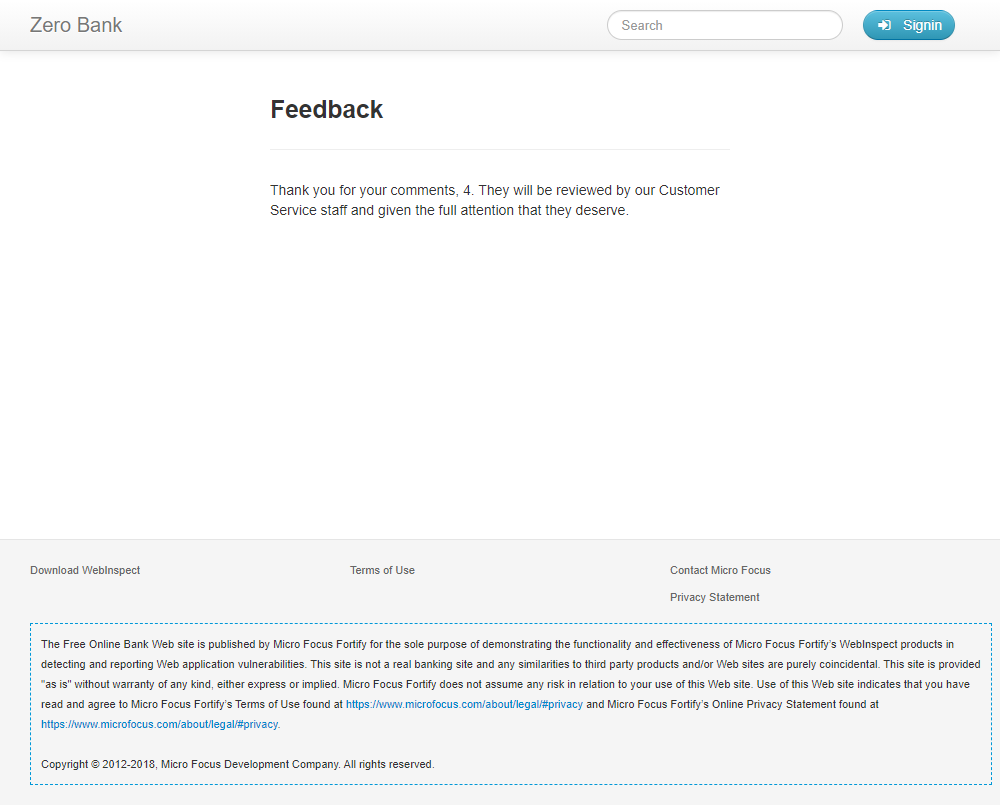 Zero Bank
Search
Signin
Feedback
Thank you for your comments, 4. They will be reviewed by our Customer
Service staff and given the full attention that they deserve.
Download WebInspect
Terms of Use
Contact Micro Focus
Privacy Statement
The Free Online Bank Web site is published by Micro Focus Fortify for the sole purpose of demonstrating the functionality and effectiveness of Micro Focus Fortify’s WebInspect products in
detecting and reporting Web application vulnerabilities. This site is not a real banking site and any similarities to third party products and/or Web sites are purely coincidental. This site is provided
"as is" without warranty of any kind, either express or implied. Micro Focus Fortify does not assume any risk in relation to your use of this Web site. Use of this Web site indicates that you have
read and agree to Micro Focus Fortify’s Terms of Use found at https://www.microfocus.com/about/legal/#privacy and Micro Focus Fortify’s Online Privacy Statement found at
https://www.microfocus.com/about/legal/#privacy.
Copyright © 2012-2018, Micro Focus Development Company. All rights reserved.